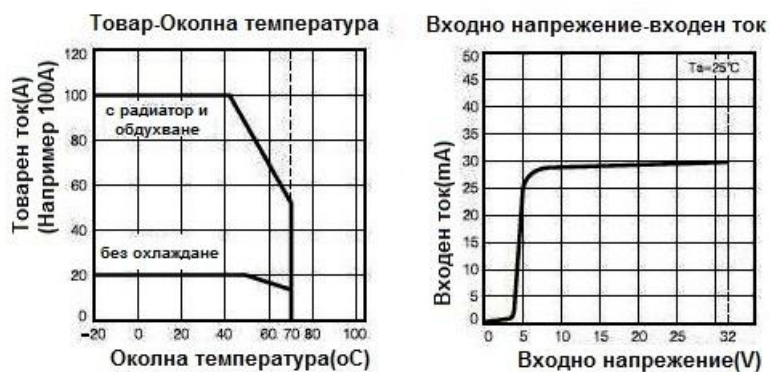 Товар-Околна температура
Товарен ток(А)
(Например 100А)
120
100
80
60
40
20
0
с радиатор и
обдухване
без охлаждане
-20 0 20 40 60 70 80 100
Околна температура(оС)
Входно напрежение-входен ток
Входен ток(mA)
50
45
40
35
30
25
20
15
10
5
0
Ta=25°C
0 5 10 15 20 25 32
Входно напрежение(V)